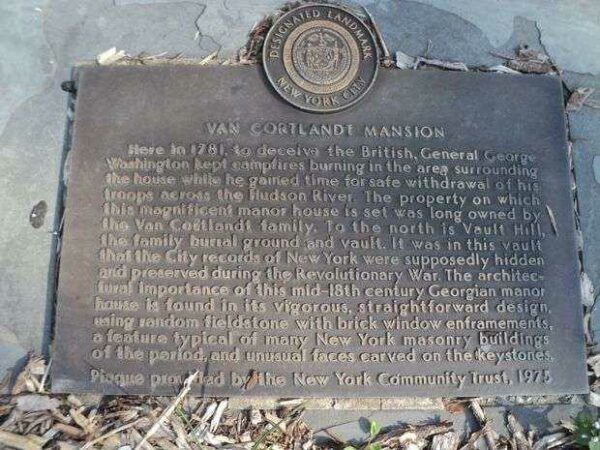 DESIGNATED LANDMARK
NEW YORK CITY
VAN CORTLANDT MANSION
Here in 1781, to deceive the British, General George
Washington kept campfires burning in the area surrounding
the house while he gained time for safe withdrawal of his
troops across the Hudson River. The property on which
this magnificent manor house is set was long owned by
the Van Cortlandt family. To the north is Vault Hill,
the family burial ground and vault. It was in this vault
that the City records of New York were supposedly hidden
and preserved during the Revolutionary War. The architec-
tural importance of this mid-18th century Georgian manor
house is found in its vigorous, straightforward design,
using random fieldstone with brick window enframements,
a feature typical of many New York masonry buildings
of the period, and unusual faces carved on the keystones.
Plaque provided by the New York Community Trust, 1975